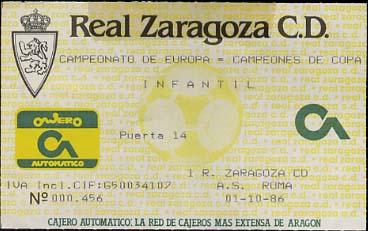 Real Zaragoza C.D.
CAMPEONATO DE EUROPA = CAMPEONES DE COPA
INFANTIL
CAJERO
AUTOMATICO
CA
Puerta 14
1 R. ZARAGOZA CD
IVA Incl.CIF:G50034107 A.S. ROMA
Nº 000.456 01-10-86
CAJERO AUTOMATICO: LA RED DE CAJEROS MAS EXTENSA DE ARAGON